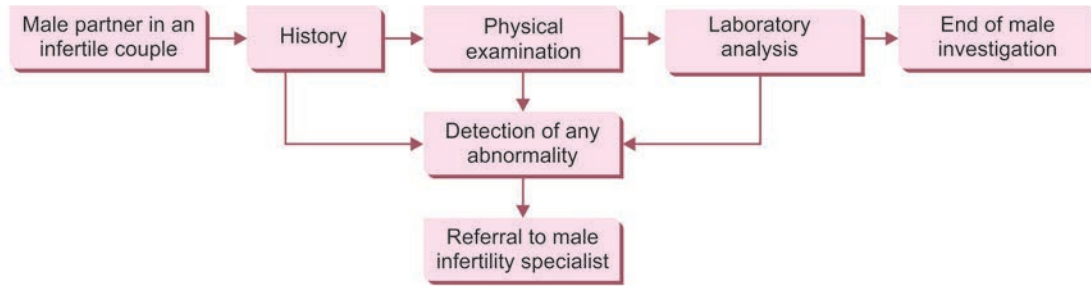 Male partner in an
infertile couple
History
Physical
examination
Laboratory
analysis
End of male
investigation
Detection of any
abnormality
Referral to male
infertility specialist